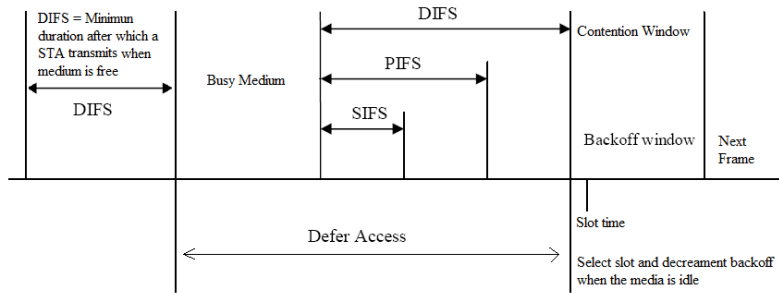 DIFS = Minimun
duration after which a
STA transmits when
medium is free
DIFS
Busy Medium
DIFS
PIFS
SIFS
Contention Window
Backoff window
Next
Frame
Defer Access
Slot time
Select slot and decreament backoff
when the media is idle